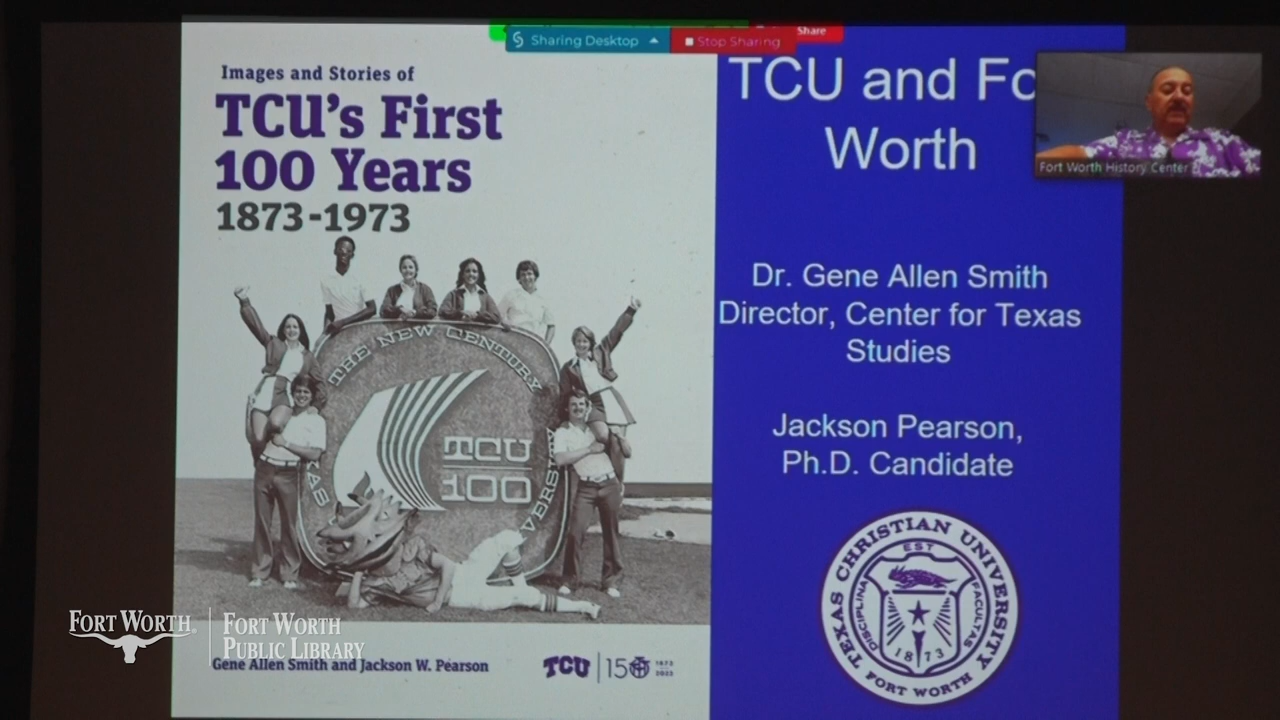 Sharing Desktop
Stop Sharing
Share
Images and Stories of
TCU's First
100 Years
1873-1973
THE NEW CENTURY
TCU
100
Gene Allen Smith and Jackson W. Pearson
TCU
150
1873
2023
TCU and Fo
Worth
Dr. Gene Allen Smith
Director, Center for Texas
Studies
Jackson Pearson,
Ph.D. Candidate
TEXAS CHRISTIAN UNIVERSITY
EST
DISCIPLINA
FACULTAS
1873
FORT WORTH
Fort Worth History Center
FORT WORTH
FORT WORTH
PUBLIC LIBRARY